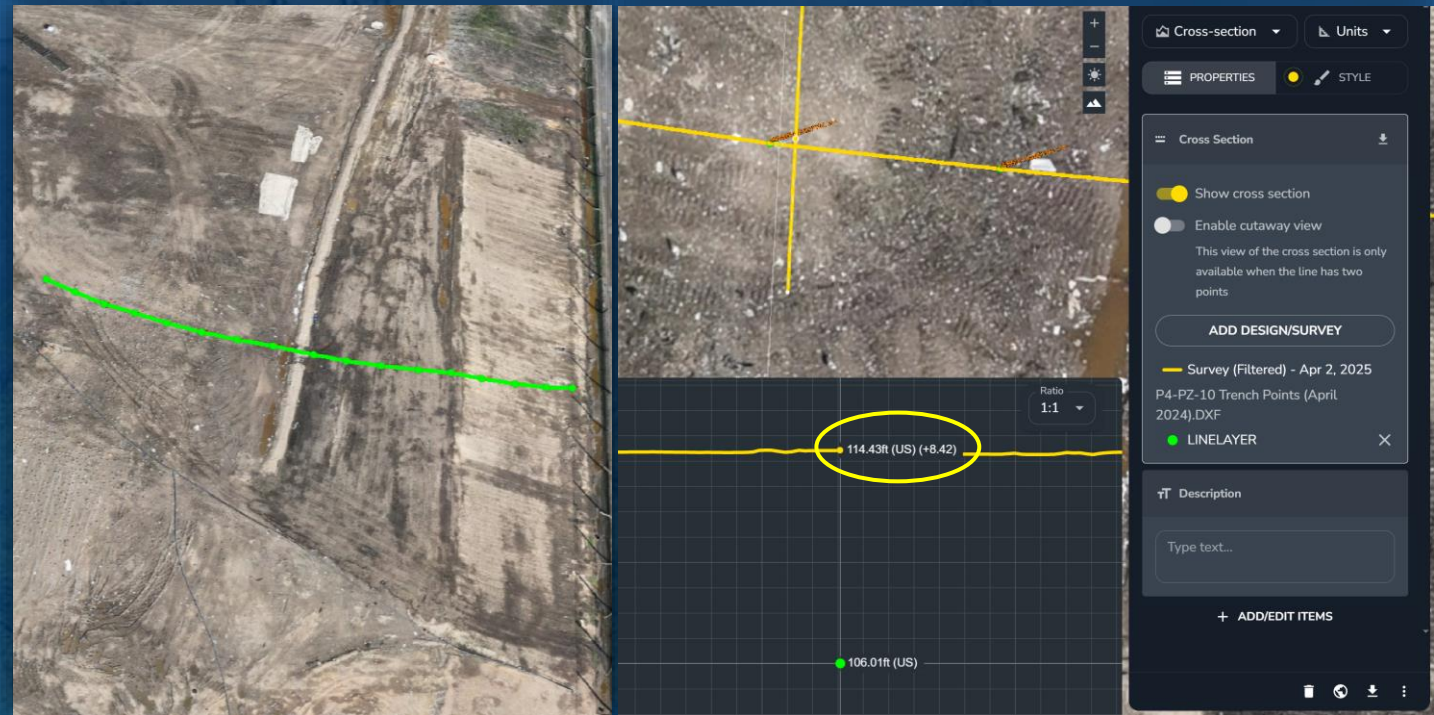 Cross-section
Units
PROPERTIES
STYLE
Cross Section
Show cross section
Enable cutaway view
This view of the cross section is only
available when the line has two
points
ADD DESIGN/SURVEY
Survey (Filtered) - Apr 2, 2025
P4-PZ-10 Trench Points (April
2024).DXF
LINELAYER
Description
Type text...
+ ADD/EDIT ITEMS
Ratio
1:1
114.43ft (US) (+8.42)
106.01ft (US)